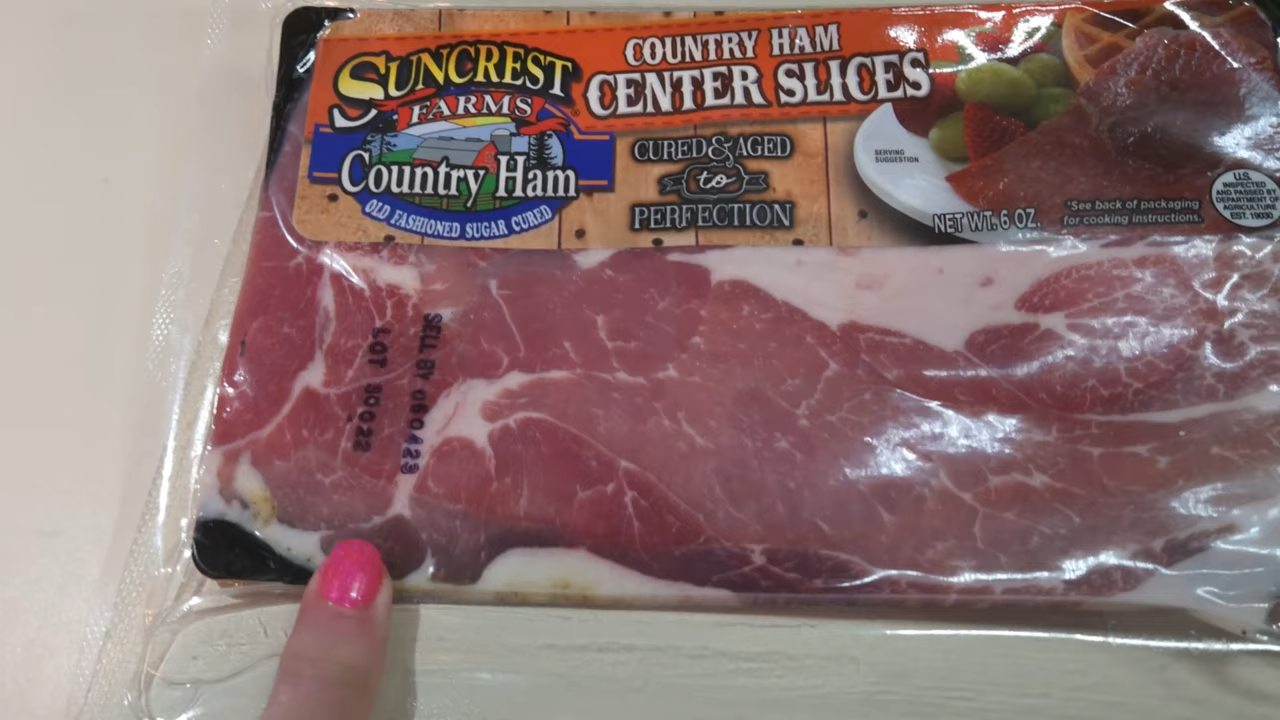 SUNCREST
FARMS
Country Ham
OLD FASHIONED SUGAR CURED
COUNTRY HAM
CENTER SLICES
CURED & AGED
to
PERFECTION
SERVING
SUGGESTION
NET WT. 6 OZ.
*See back of packaging
for cooking instructions.
U.S.
INSPECTED
AND PASSED BY
DEPARTMENT OF
AGRICULTURE
EST. 19030
SELL BY 060423
LOT 30022